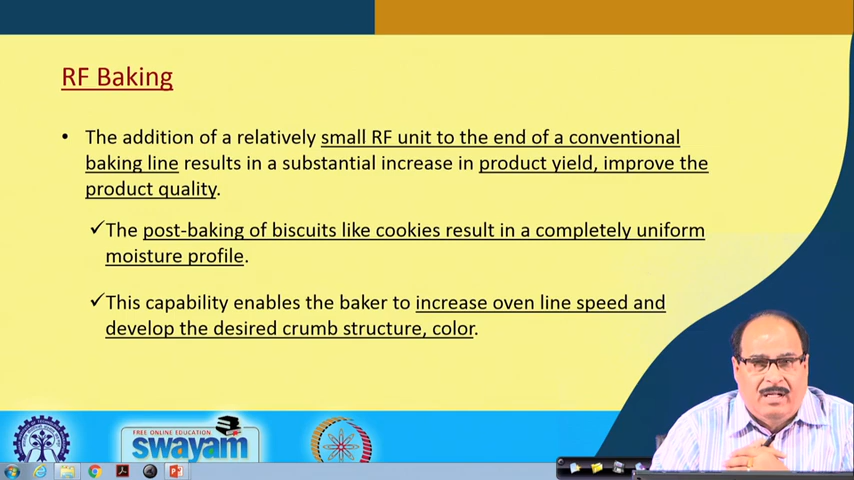 RF Baking
• The addition of a relatively small RF unit to the end of a conventional
baking line results in a substantial increase in product yield, improve the
product quality.
✓The post-baking of biscuits like cookies result in a completely uniform
moisture profile.
✓This capability enables the baker to increase oven line speed and
develop the desired crumb structure, color.
FREE ONLINE EDUCATION
swayam